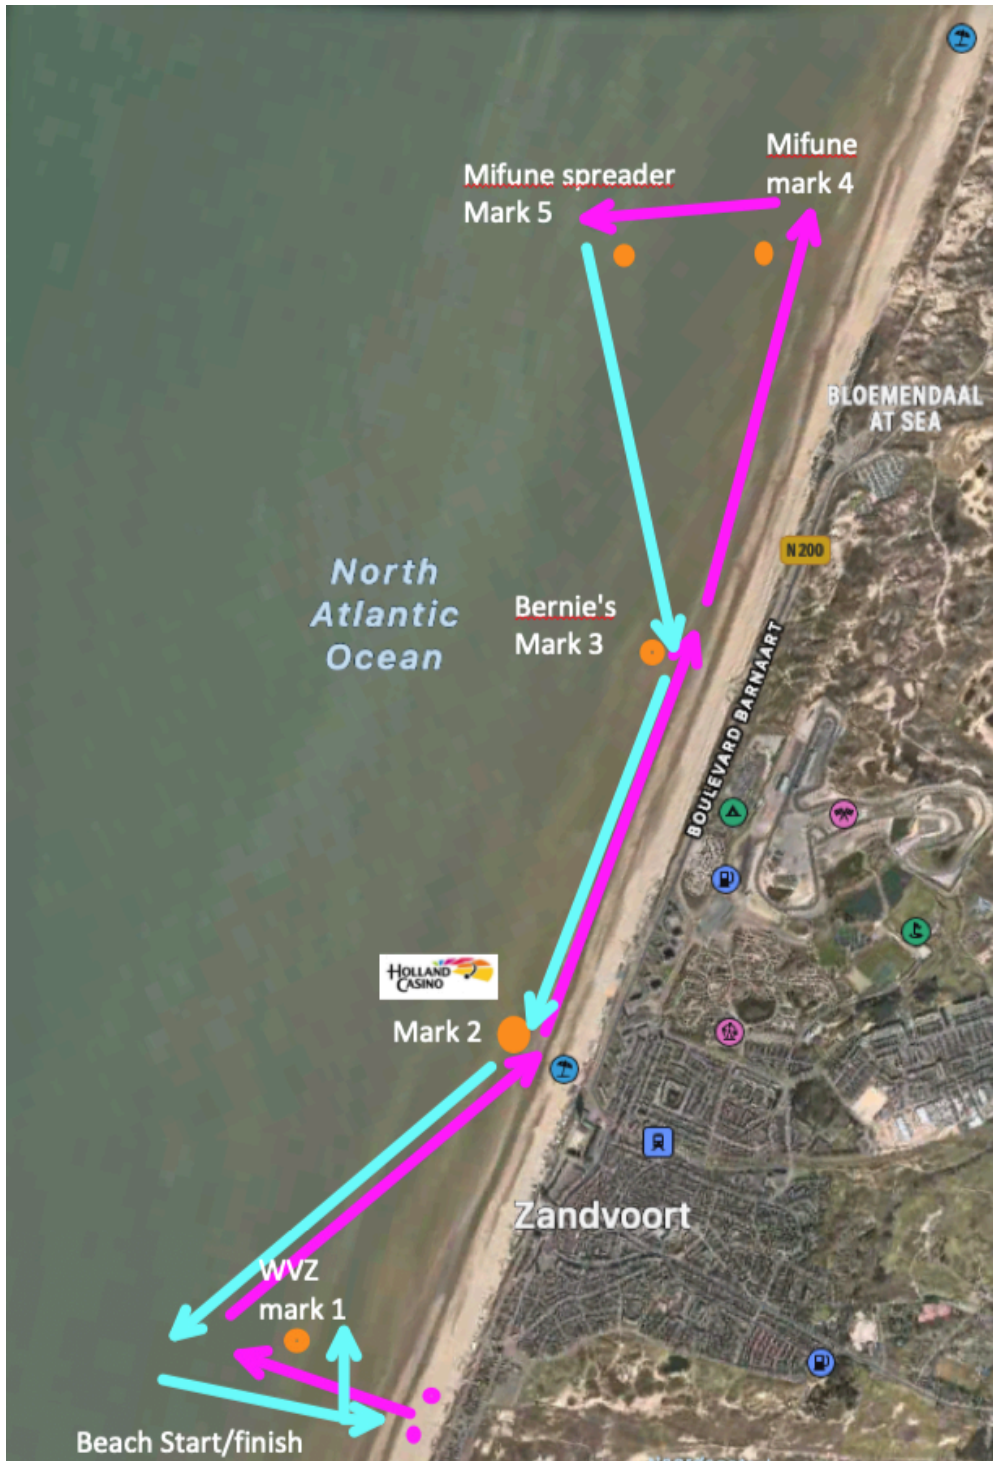 Mifune
mark 4
Mifune spreader
Mark 5
BLOEMENDAAL
AT SEA
N200
North
Atlantic
Ocean
Bernie's
Mark 3
BOULEVARD BARNAART
HOLLAND
CASINO
Mark 2
Zandvoort
WVZ
mark 1
Beach Start/finish